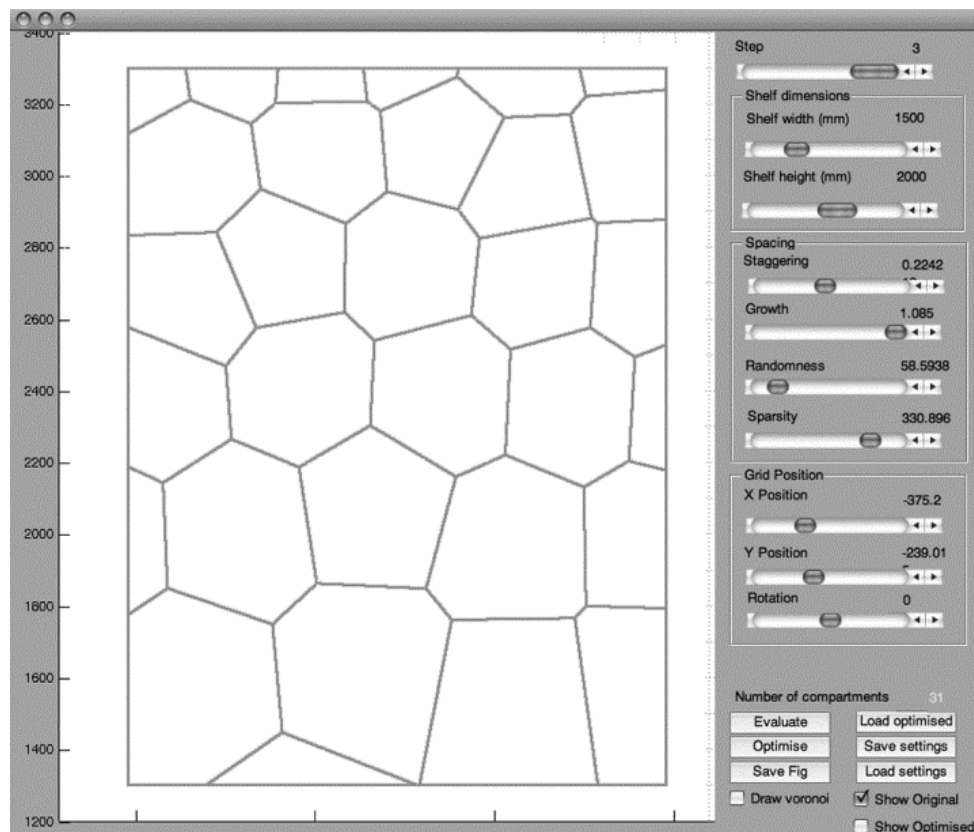 3400
3200
3000
2800
2600
2400
2200
2000
1800
1600
1400
1200
Step 3
Shelf dimensions
Shelf width (mm) 1500
Shelf height (mm) 2000
Spacing
Staggering 0.2242
Growth 1.085
Randomness 58.5938
Sparsity 330.896
Grid Position
X Position -375.2
Y Position -239.01
Rotation 0
Number of compartments 31
Evaluate Load optimised
Optimise Save settings
Save Fig Load settings
Draw voronoi Show Original
Show Optimised